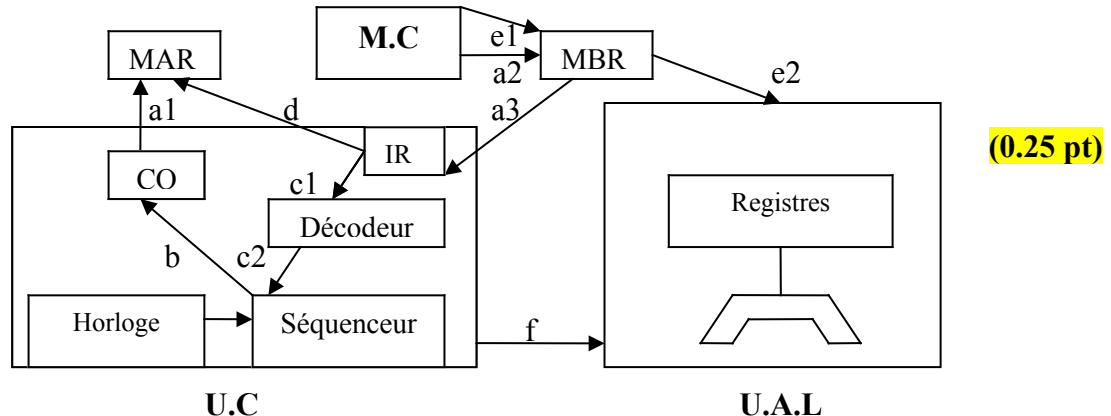 M.C
e1
MAR
MBR
a2
e2
a1
d
a3
IR
(0.25 pt)
CO
c1
Registres
Décodeur
b
c2
Horloge
Séquenceur
f
U.C
U.A.L